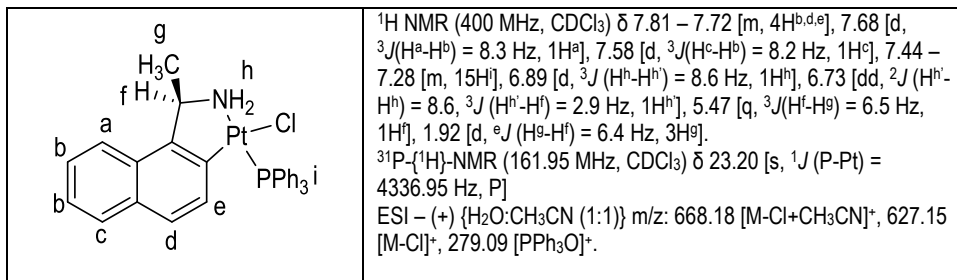 g
H₃C
h
H
f
NH₂
a
Pt
Cl
b
PPh₃
i
b
e
c
d
¹H NMR (400 MHz, CDCl₃) δ 7.81 – 7.72 [m, 4Hᵇ,ᵈ,ᵉ], 7.68 [d,
³J(Hᵃ-Hᵇ) = 8.3 Hz, 1Hᵃ], 7.58 [d, ³J(Hᶜ-Hᵇ) = 8.2 Hz, 1Hᶜ], 7.44 –
7.28 [m, 15Hⁱ], 6.89 [d, ³J (Hʰ-Hʰ') = 8.6 Hz, 1Hʰ], 6.73 [dd, ²J (Hʰ'-
Hʰ) = 8.6, ³J (Hʰ'-Hᶠ) = 2.9 Hz, 1Hʰ'], 5.47 [q, ³J(Hᶠ-Hᵍ) = 6.5 Hz,
1Hᶠ], 1.92 [d, ᵉJ (Hᵍ-Hᶠ) = 6.4 Hz, 3Hᵍ].
³¹P-{¹H}-NMR (161.95 MHz, CDCl₃) δ 23.20 [s, ¹J (P-Pt) =
4336.95 Hz, P]
ESI – (+) {H₂O:CH₃CN (1:1)} m/z: 668.18 [M-Cl+CH₃CN]⁺, 627.15
[M-Cl]⁺, 279.09 [PPh₃O]⁺.